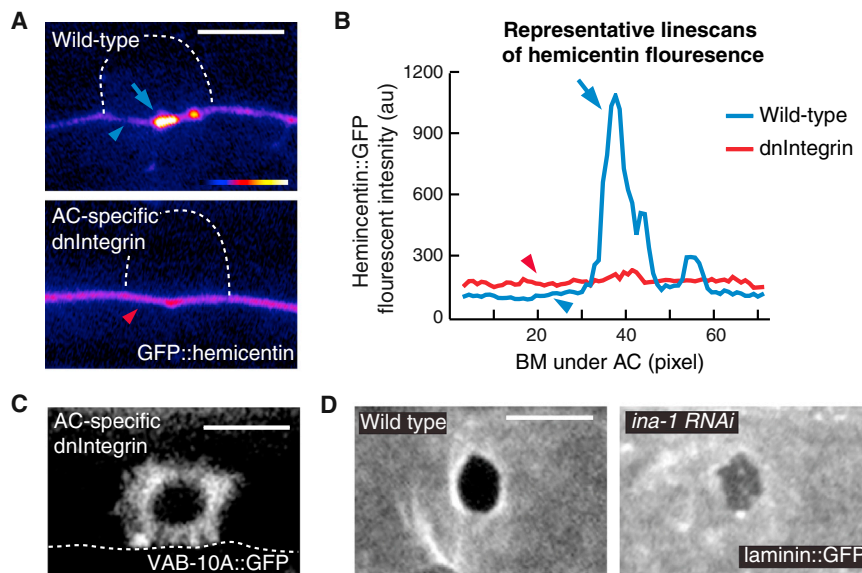 A
Wild-type
AC-specific
dnIntegrin
GFP::hemicentin
B
Representative linescans
of hemicentin flouresence
Hemincentin::GFP
flourescent intesnity (au)
1200
900
600
300
0
20
40
60
BM under AC (pixel)
Wild-type
dnIntegrin
C
AC-specific
dnIntegrin
VAB-10A::GFP
D
Wild type
ina-1 RNAi
laminin::GFP